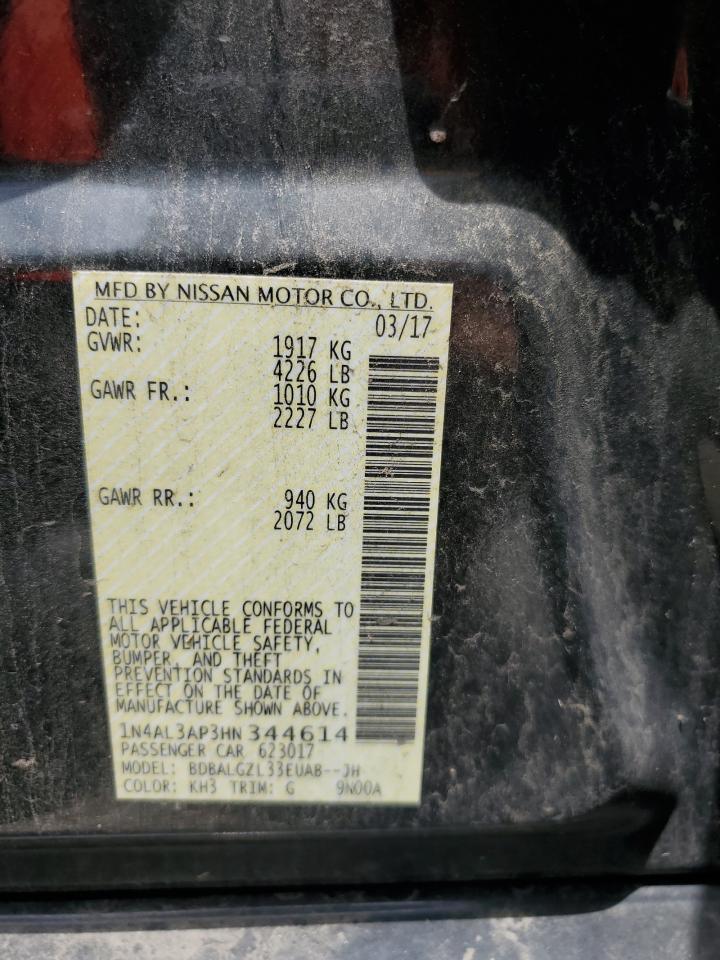 MFD BY NISSAN MOTOR CO., LTD.
DATE: 03/17
GVWR: 1917 KG
4226 LB
GAWR FR.: 1010 KG
2227 LB
GAWR RR.: 940 KG
2072 LB
THIS VEHICLE CONFORMS TO
ALL APPLICABLE FEDERAL
MOTOR VEHICLE SAFETY,
BUMPER, AND THEFT
PREVENTION STANDARDS IN
EFFECT ON THE DATE OF
MANUFACTURE SHOWN ABOVE.
1N4AL3AP3HN 344614
PASSENGER CAR 623017
MODEL: BDBALGZL33EUAB--JH
COLOR: KH3 TRIM: G 9N00A